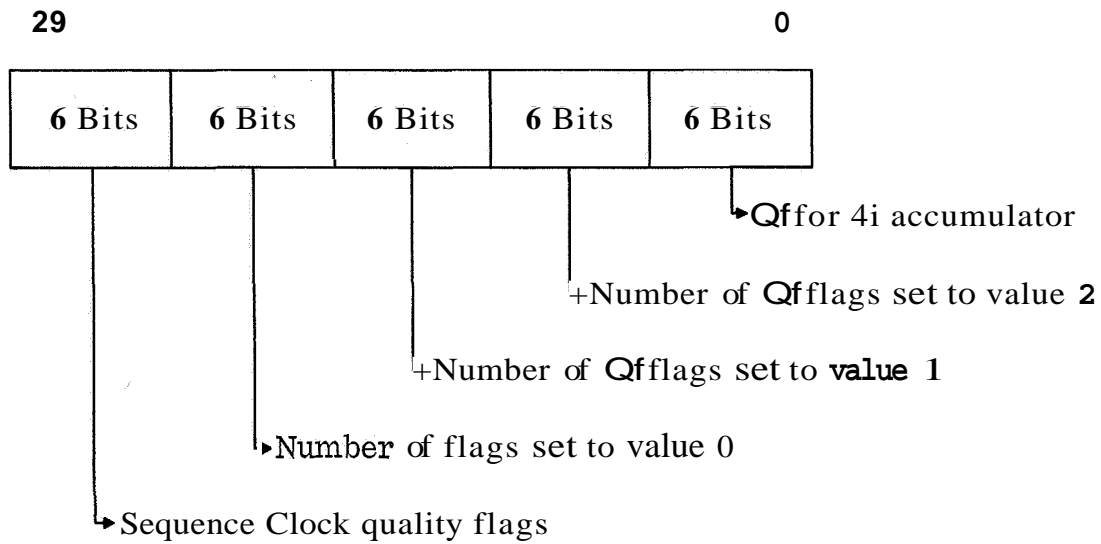 29 0
6 Bits 6 Bits 6 Bits 6 Bits 6 Bits
Qf for 4i accumulator
+Number of Qf flags set to value 2
+Number of Qf flags set to value 1
Number of flags set to value 0
Sequence Clock quality flags